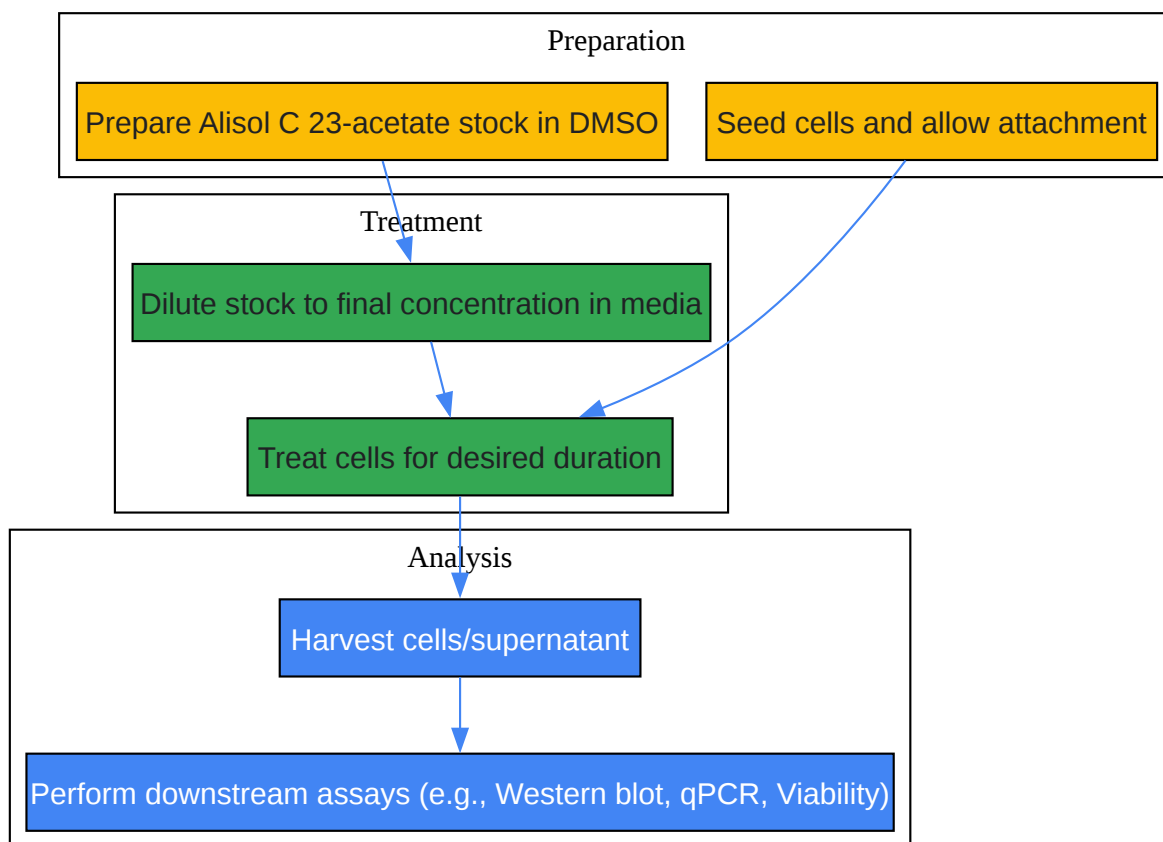 Preparation
Prepare Alisol C 23-acetate stock in DMSO
Seed cells and allow attachment
Treatment
Dilute stock to final concentration in media
Treat cells for desired duration
Analysis
Harvest cells/supernatant
Perform downstream assays (e.g., Western blot, qPCR, Viability)